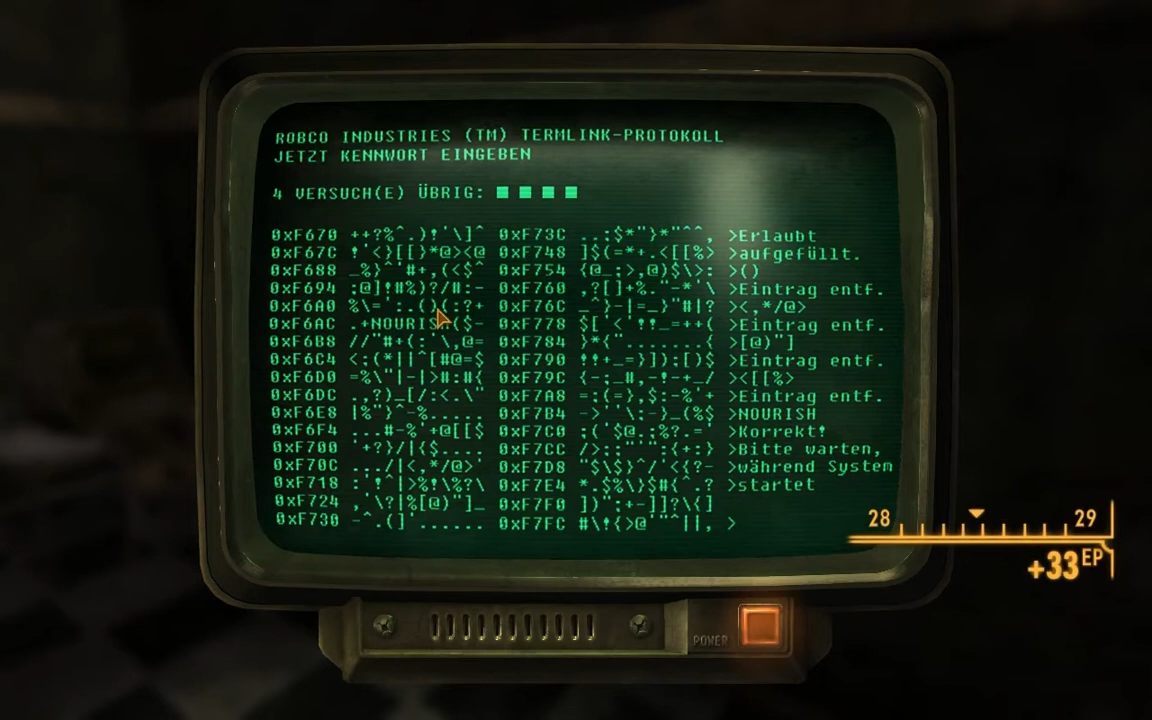 ROBCO INDUSTRIES (TM) TERMLINK-PROTOKOLL
JETZT KENNWORT EINGEBEN
4 VERSUCH(E) ÜBRIG: ■ ■ ■ ■
0xF670 ++?%^.)!'\]^ 0xF73C ..:$*"}*"^^, >Erlaubt
0xF67C !'<}[[}*@><@ 0xF748 ]$(=*+.<[[%> >aufgefüllt.
0xF688 _%}^'#+,(<$^ 0xF754 {@_;>,@)$\>: >()
0xF694 ;@]!#%)?/#:- 0xF760 ,?[]+%."-*'\ >Eintrag entf.
0xF6A0 %\=':.()(:?+ 0xF76C _^}-|=_}"#|? ><,*/@>
0xF6AC .+NOURISH($- 0xF778 $['<'!!_=++( >Eintrag entf.
0xF6B8 //"#+(:'\,@= 0xF784 }*{".......{ >[@)"]
0xF6C4 <;(*||^[#@=$ 0xF790 !!+_=}]);[)$ >Eintrag entf.
0xF6D0 =%\"|-|>#:#{ 0xF79C {-;_#,-!-+_/ ><[[%>
0xF6DC .,?)_[/:<.\" 0xF7A8 =;(=},$:-%'+ >Eintrag entf.
0xF6E8 |%"}^-%..... 0xF7B4 ->''\:-}_(%$ >NOURISH
0xF6F4 ...#-%'+@[[$ 0xF7C0 ;('$@.;%?.=' >Korrekt!
0xF700 '+?}/|{$.... 0xF7CC >Bitte warten,
0xF70C .../|<,*/@>' 0xF7D8 "$\$}^/'<{?- >während System
0xF718 :'!^|>%!\%?\ 0xF7E4 *.$%\}$#{^.? >startet
0xF724 ,'\?|%[@)"]_ 0xF7F0 ])";+-]]?\{]
0xF730 -^.(]'...... 0xF7FC #\!{>@'"^||, >
28 29
+33 EP
POWER